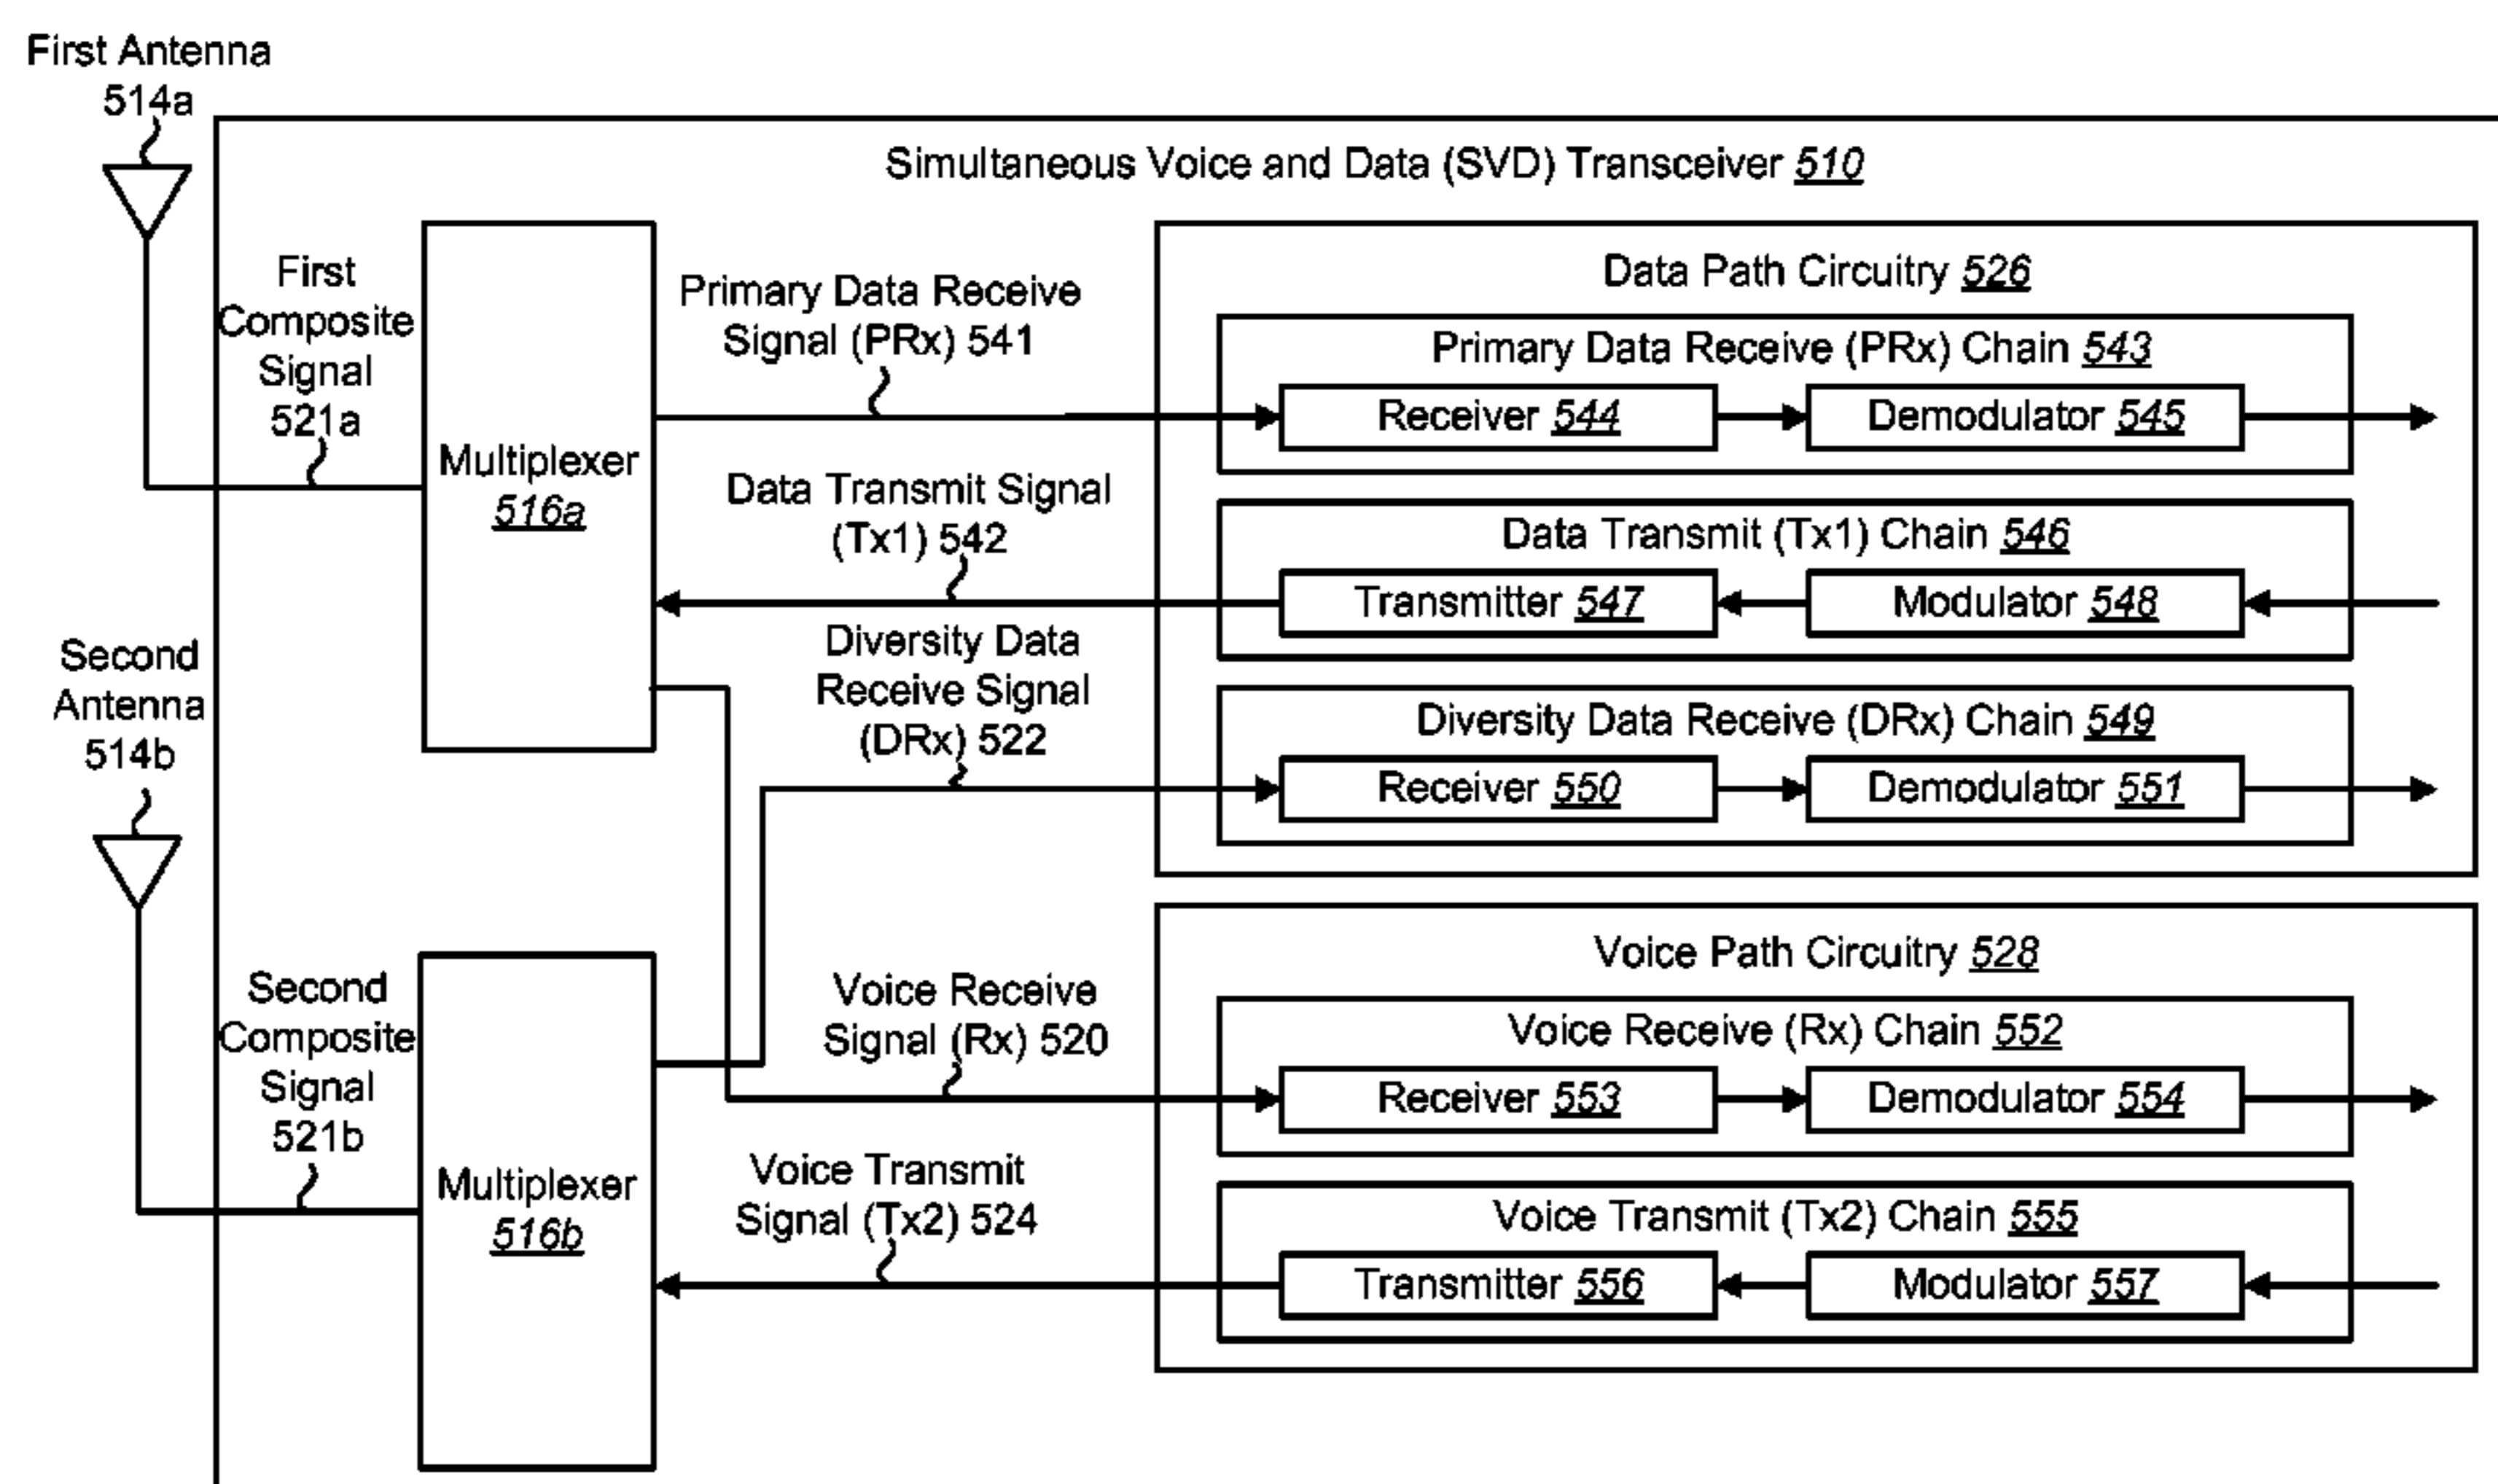 First Antenna
514a
Simultaneous Voice and Data (SVD) Transceiver 510
First
Composite
Signal
521a
Multiplexer
516a
Primary Data Receive
Signal (PRx) 541
Data Transmit Signal
(Tx1) 542
Diversity Data
Receive Signal
(DRx) 522
Data Path Circuitry 526
Primary Data Receive (PRx) Chain 543
Receiver 544
Demodulator 545
Data Transmit (Tx1) Chain 546
Transmitter 547
Modulator 548
Diversity Data Receive (DRx) Chain 549
Receiver 550
Demodulator 551
Second
Antenna
514b
Second
Composite
Signal
521b
Multiplexer
516b
Voice Receive
Signal (Rx) 520
Voice Transmit
Signal (Tx2) 524
Voice Path Circuitry 528
Voice Receive (Rx) Chain 552
Receiver 553
Demodulator 554
Voice Transmit (Tx2) Chain 555
Transmitter 556
Modulator 557